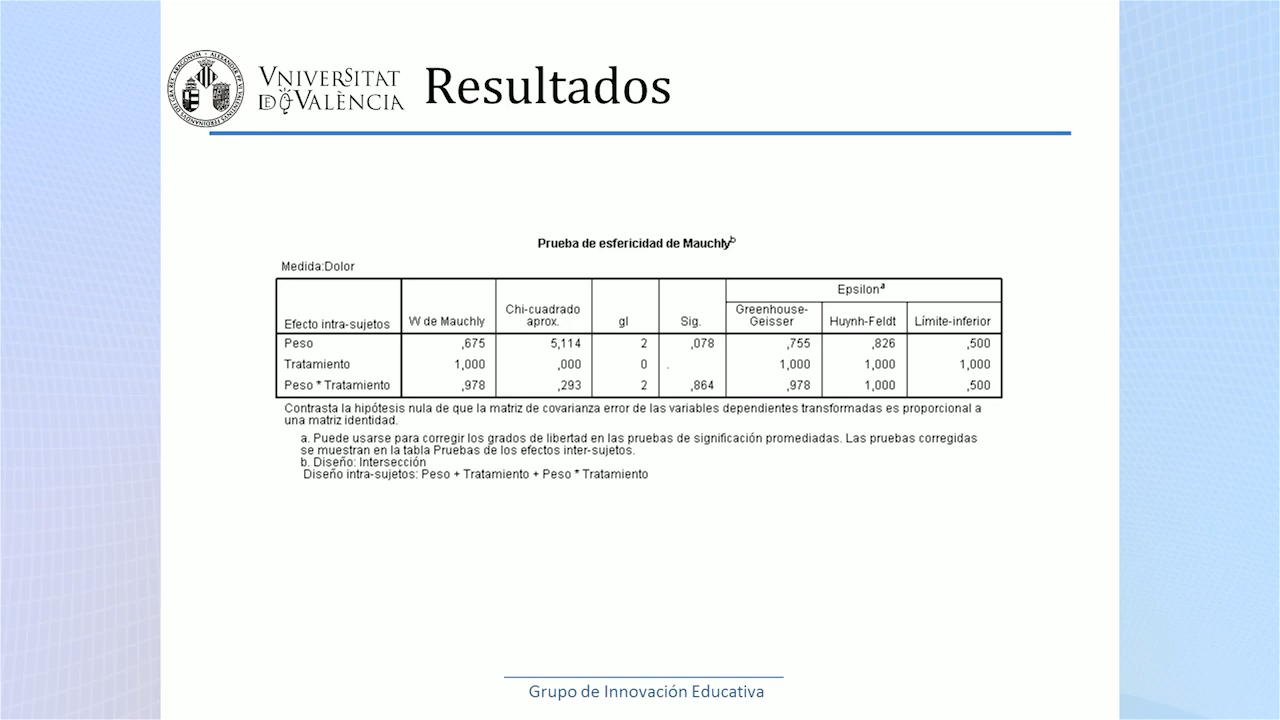 VNIVERSITAT
DE VALÈNCIA
Resultados
Prueba de esfericidad de Mauchly b
Medida:Dolor
Efecto intra-sujetos W de Mauchly Chi-cuadrado aprox. gl Sig. Epsilon a
Greenhouse-Geisser Huynh-Feldt Límite-inferior
Peso ,675 5,114 2 ,078 ,755 ,826 ,500
Tratamiento 1,000 ,000 0 . 1,000 1,000 1,000
Peso * Tratamiento ,978 ,293 2 ,864 ,978 1,000 ,500
Contrasta la hipótesis nula de que la matriz de covarianza error de las variables dependientes transformadas es proporcional a
una matriz identidad.
a. Puede usarse para corregir los grados de libertad en las pruebas de significación promediadas. Las pruebas corregidas
se muestran en la tabla Pruebas de los efectos inter-sujetos.
b. Diseño: Intersección
Diseño intra-sujetos: Peso + Tratamiento + Peso * Tratamiento
Grupo de Innovación Educativa